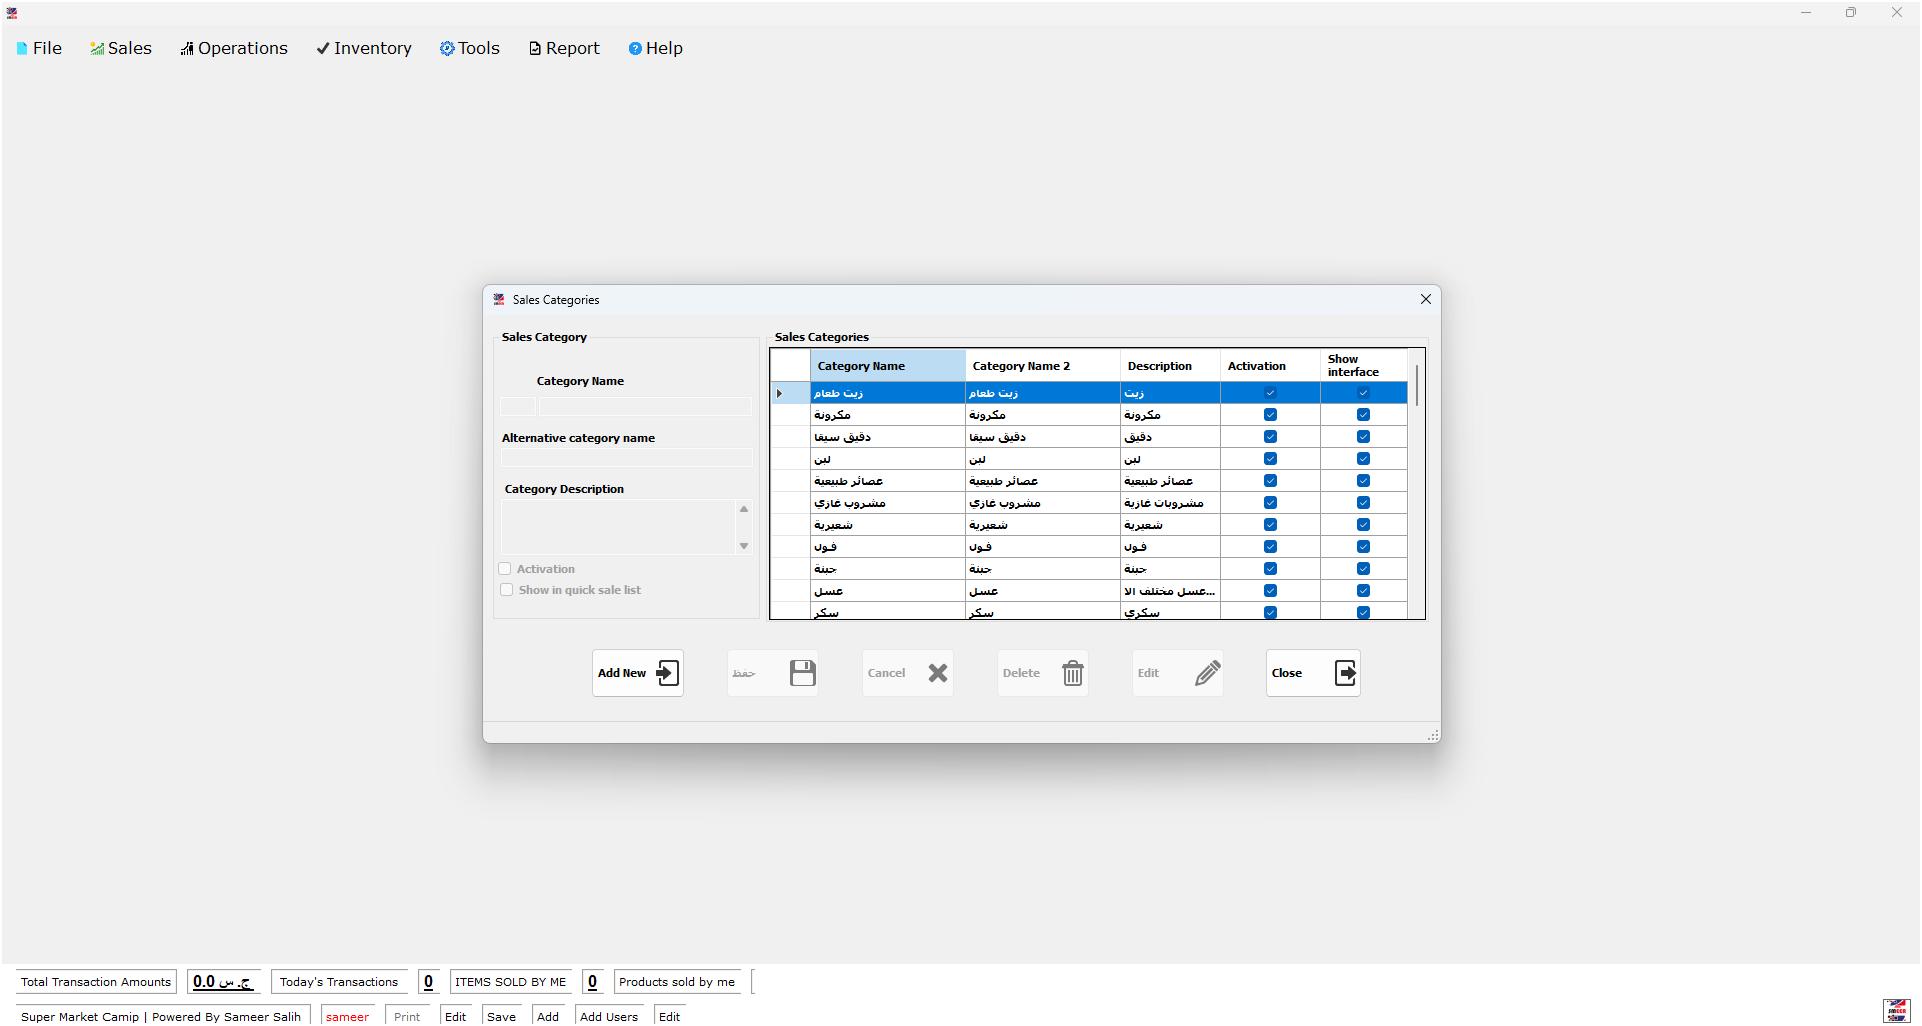 File Sales Operations Inventory Tools Report Help
Sales Categories
Sales Category
Category Name
Alternative category name
Category Description
Activation
Show in quick sale list
Sales Categories
Category Name Category Name 2 Description Activation Show interface
زيت طعام زيت طعام زيت
مكرونة مكرونة مكرونة
دقيق سيقا دقيق سيقا دقيق
لبن لبن لبن
عصائر طبيعية عصائر طبيعية عصائر طبيعية
مشروب غازي مشروب غازي مشروبات غازية
شعيرية شعيرية شعيرية
فول فول فول
جبنة جبنة جبنة
عسل عسل عسل مختلف الا...
سكر سكر سكري
Add New حفظ Cancel Delete Edit Close
Total Transaction Amounts ج. س 0.0 Today's Transactions 0 ITEMS SOLD BY ME 0 Products sold by me
Super Market Camip | Powered By Sameer Salih sameer Print Edit Save Add Add Users Edit